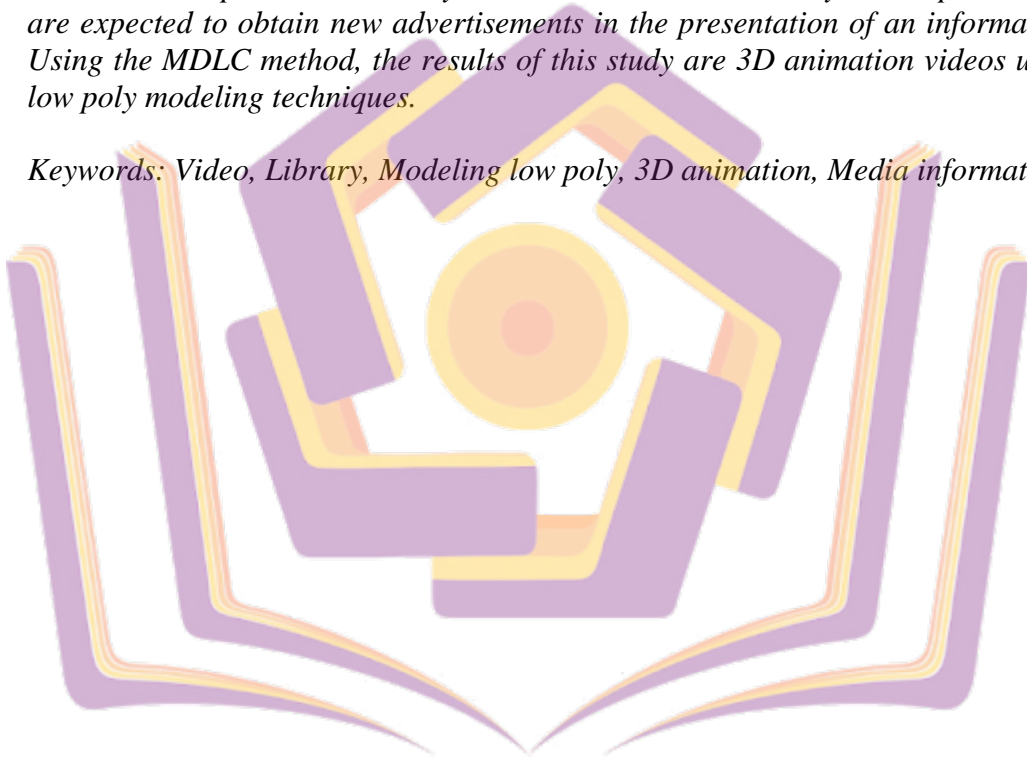 are expected to obtain new advertisements in the presentation of an informa
Using the MDLC method, the results of this study are 3D animation videos u
low poly modeling techniques.
Keywords: Video, Library, Modeling low poly, 3D animation, Media informat